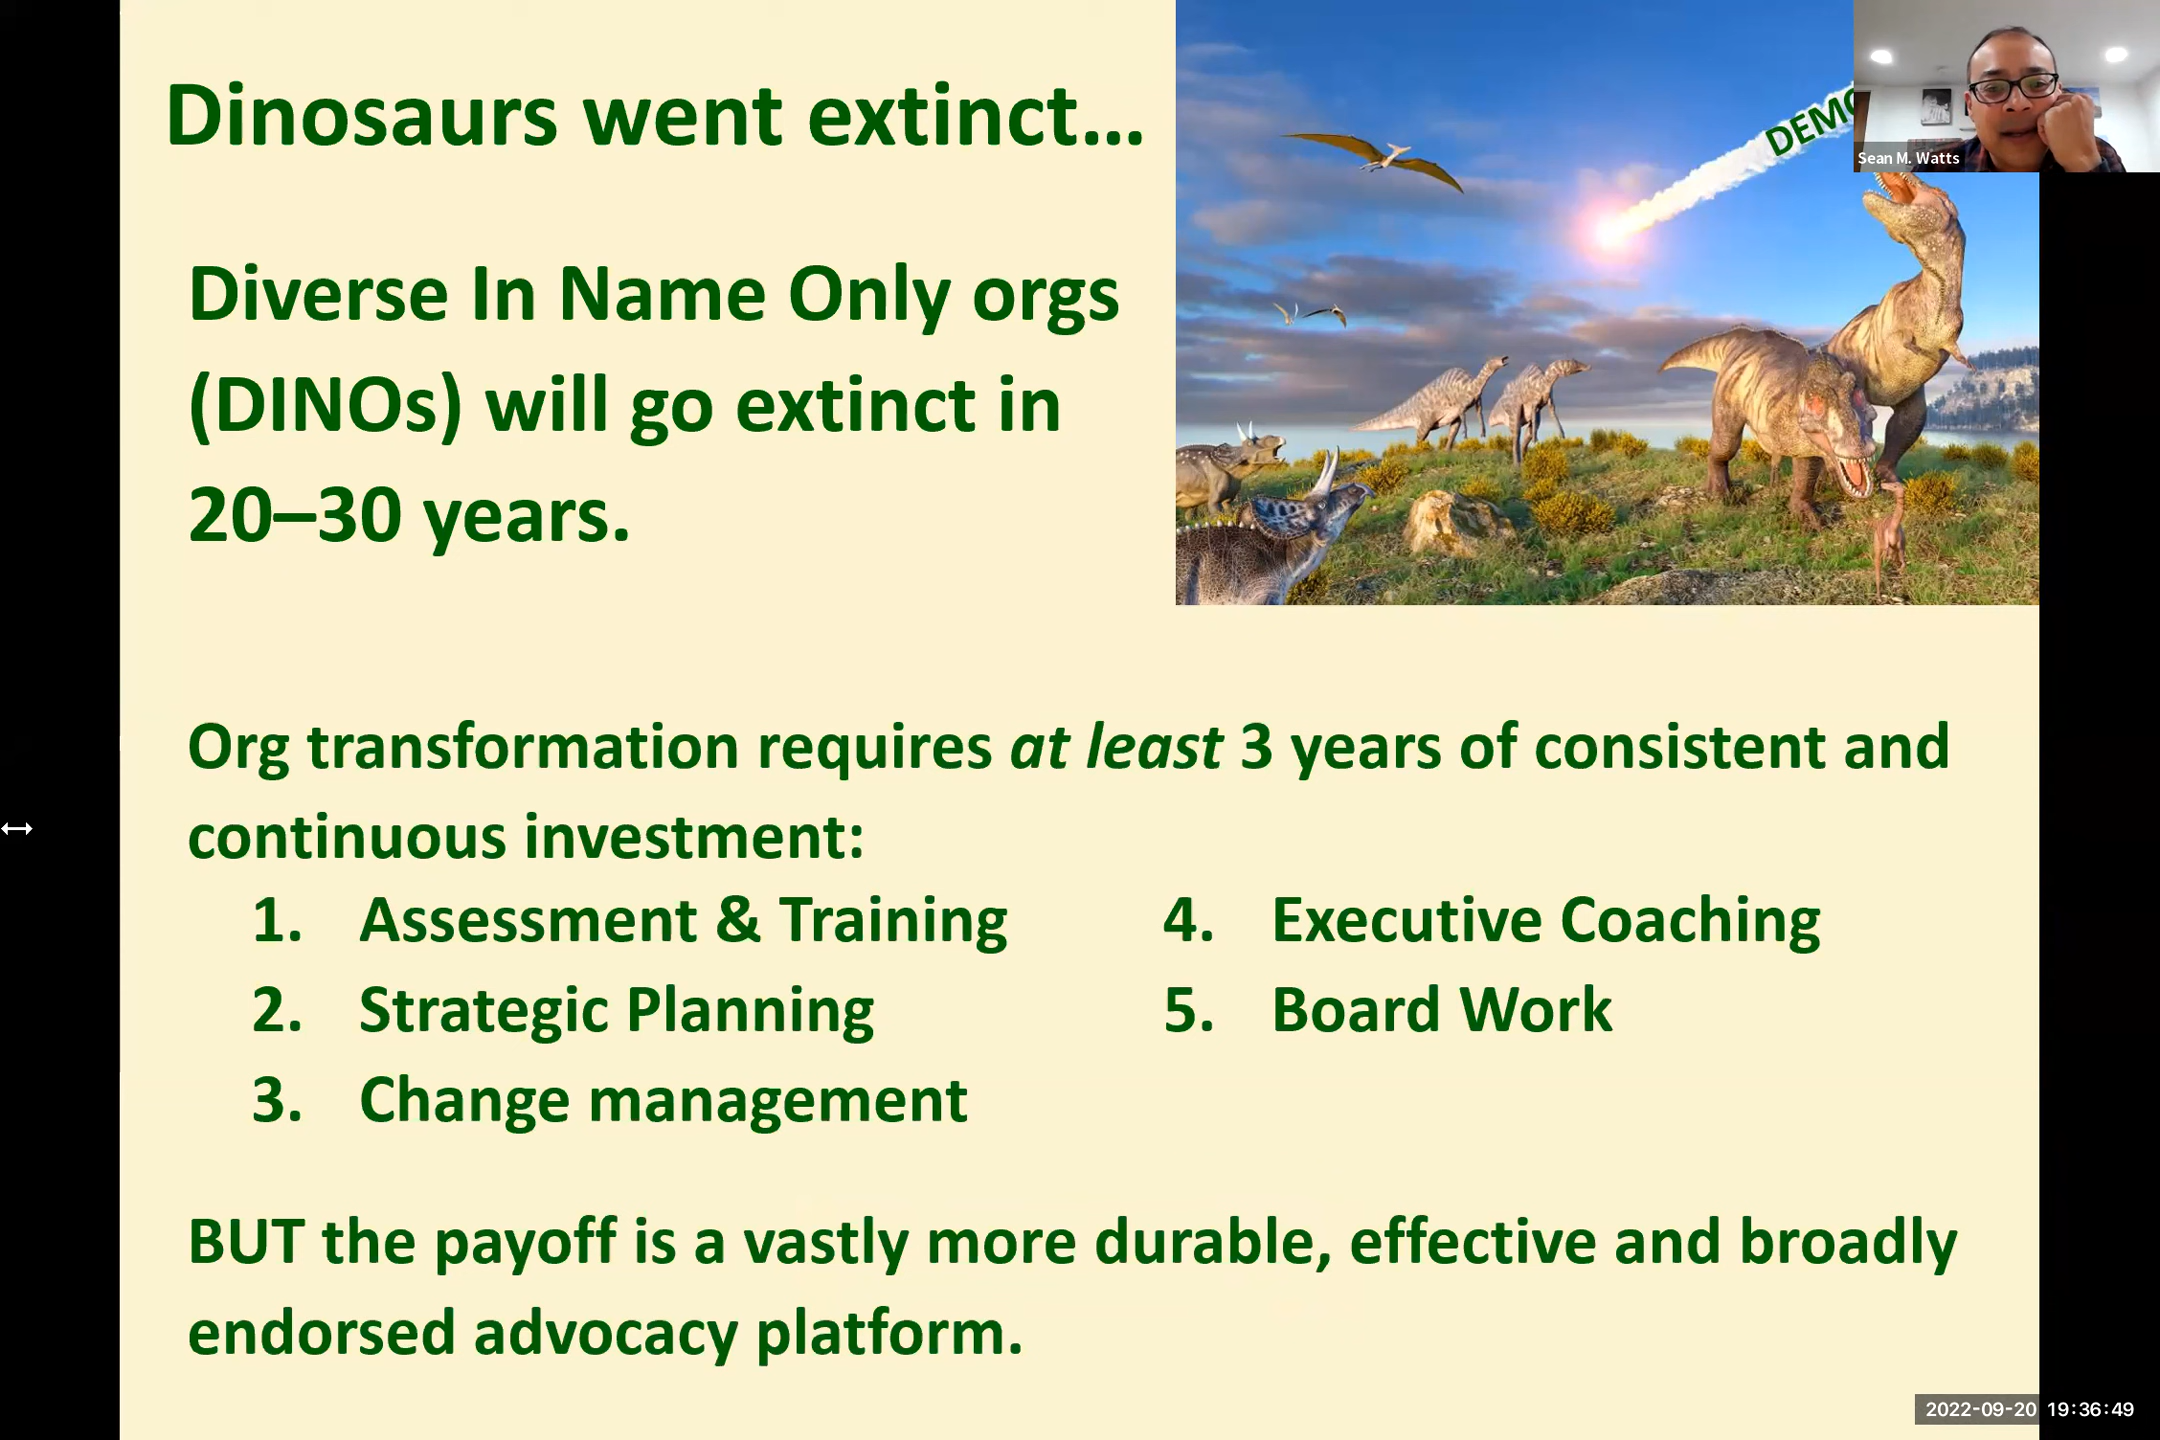 Dinosaurs went extinct...
Diverse In Name Only orgs
(DINOs) will go extinct in
20–30 years.
Sean M. Watts
Org transformation requires at least 3 years of consistent and
continuous investment:
1. Assessment & Training
2. Strategic Planning
3. Change management
4. Executive Coaching
5. Board Work
BUT the payoff is a vastly more durable, effective and broadly
endorsed advocacy platform.
2022-09-20 19:36:49